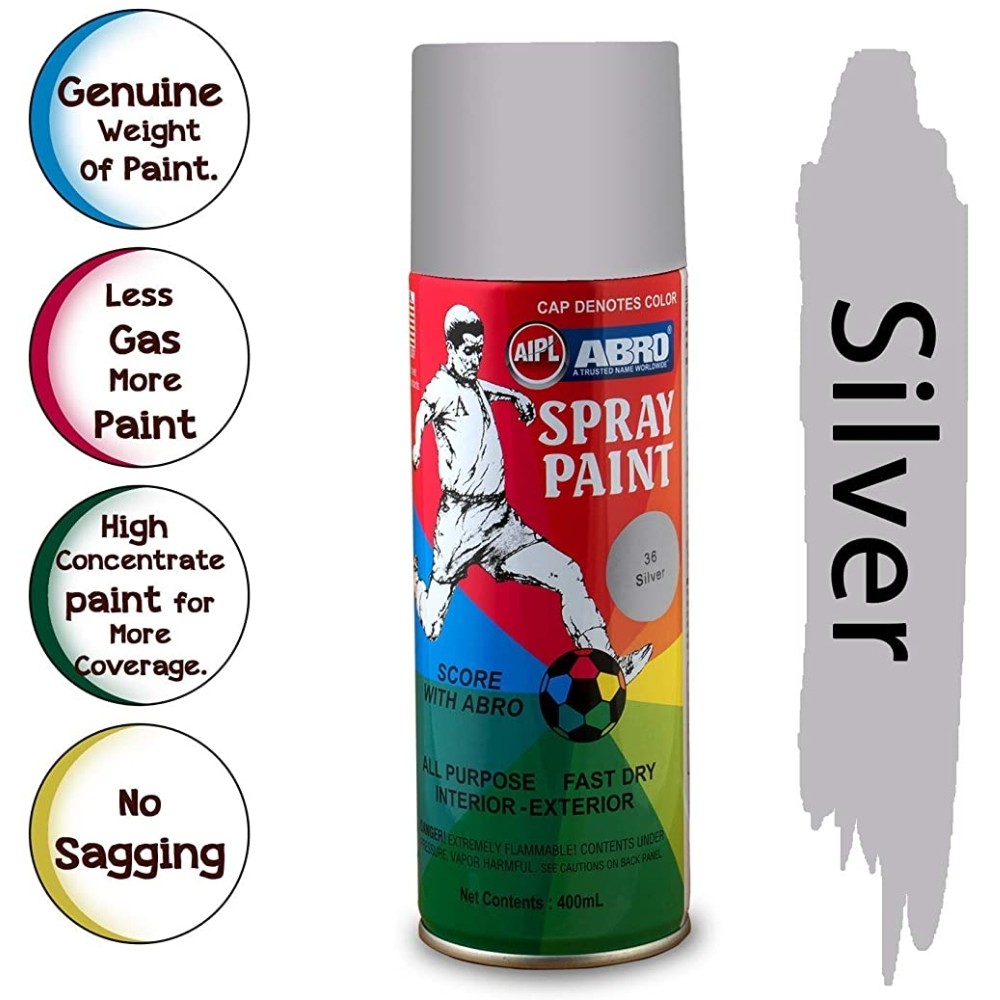 Genuine
Weight
Of Paint.
Less
Gas
More
Paint
High
Concentrate
paint for
More
Coverage.
No
Sagging
CAP DENOTES COLOR
AIPL ABRO®
A TRUSTED NAME WORLDWIDE
SPRAY
PAINT
A
36
Silver
SCORE
WITH ABRO
ALL PURPOSE FAST DRY
INTERIOR-EXTERIOR
DANGER! EXTREMELY FLAMMABLE! CONTENTS UNDER
PRESSURE, VAPOR HARMFUL. SEE CAUTIONS ON BACK PANEL
Net Contents : 400mL
Silver